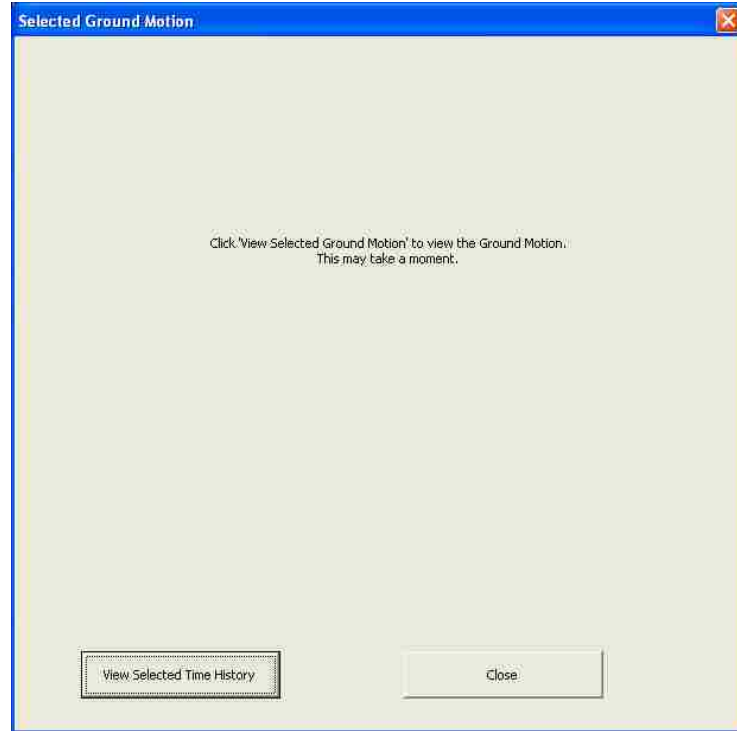 Selected Ground Motion
Click 'View Selected Ground Motion' to view the Ground Motion.
This may take a moment.
View Selected Time History
Close